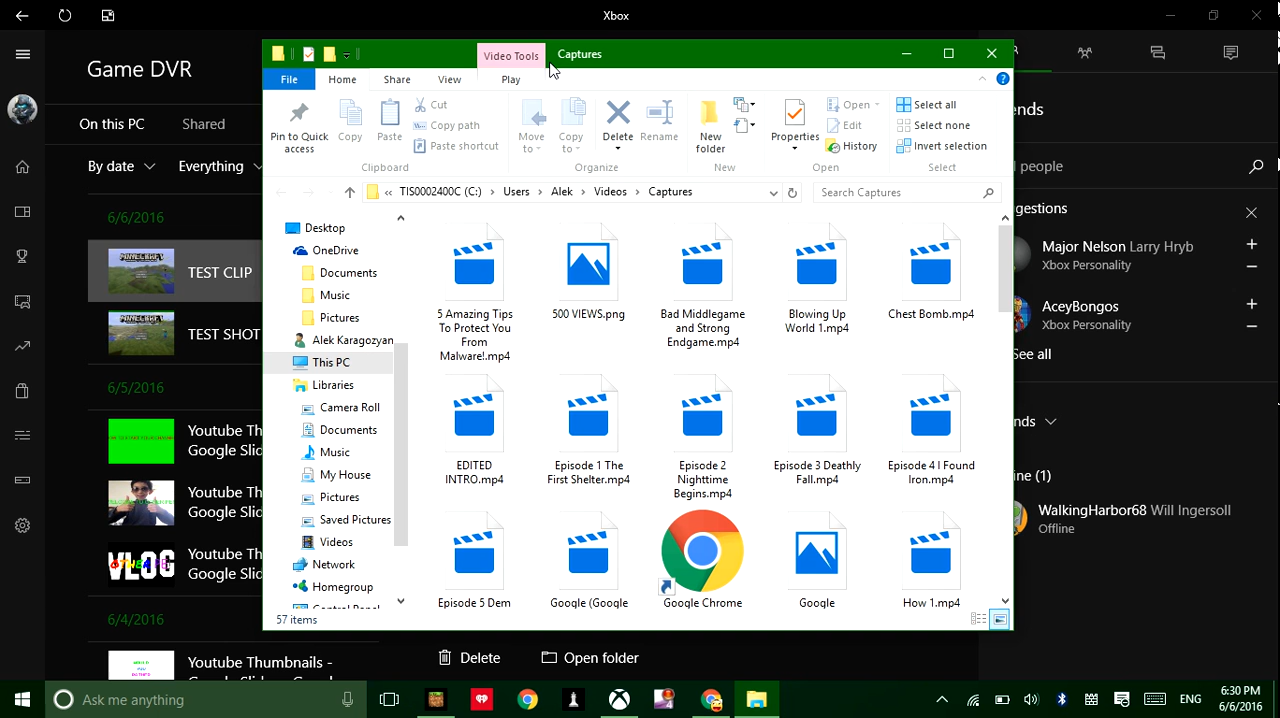 Xbox
Game DVR
On this PC
Shared
By date
Everything
6/6/2016
MINECRAFT
TEST CLIP
MINECRAFT
TEST SHOT
6/5/2016
Youtube Th
Google Slid
Youtube Th
Google Slid
VLOG
Youtube Th
Google Slid
6/4/2016
Youtube Thumbnails -
Video Tools
Captures
File
Home
Share
View
Play
Pin to Quick
access
Copy
Paste
Cut
Copy path
Paste shortcut
Clipboard
Move
to
Copy
to
Delete
Rename
Organize
New
folder
New
Properties
Open
Edit
History
Open
Select all
Select none
Invert selection
Select
« TIS0002400C (C:) > Users > Alek > Videos > Captures
Search Captures
Desktop
OneDrive
Documents
Music
Pictures
Alek Karagozyan
This PC
Libraries
Camera Roll
Documents
Music
My House
Pictures
Saved Pictures
Videos
Network
Homegroup
Control Panel
5 Amazing Tips
To Protect You
From
Malware!.mp4
500 VIEWS.png
Bad Middlegame
and Strong
Endgame.mp4
Blowing Up
World 1.mp4
Chest Bomb.mp4
EDITED
INTRO.mp4
Episode 1 The
First Shelter.mp4
Episode 2
Nighttime
Begins.mp4
Episode 3 Deathly
Fall.mp4
Episode 4 I Found
Iron.mp4
Episode 5 Dem
Google (Google
Google Chrome
Google
How 1.mp4
57 items
Delete
Open folder
ends
l people
ggestions
Major Nelson Larry Hryb
Xbox Personality
AceyBongos
Xbox Personality
See all
nds
ine (1)
WalkingHarbor68 Will Ingersoll
Offline
Ask me anything
ENG
6:30 PM
6/6/2016